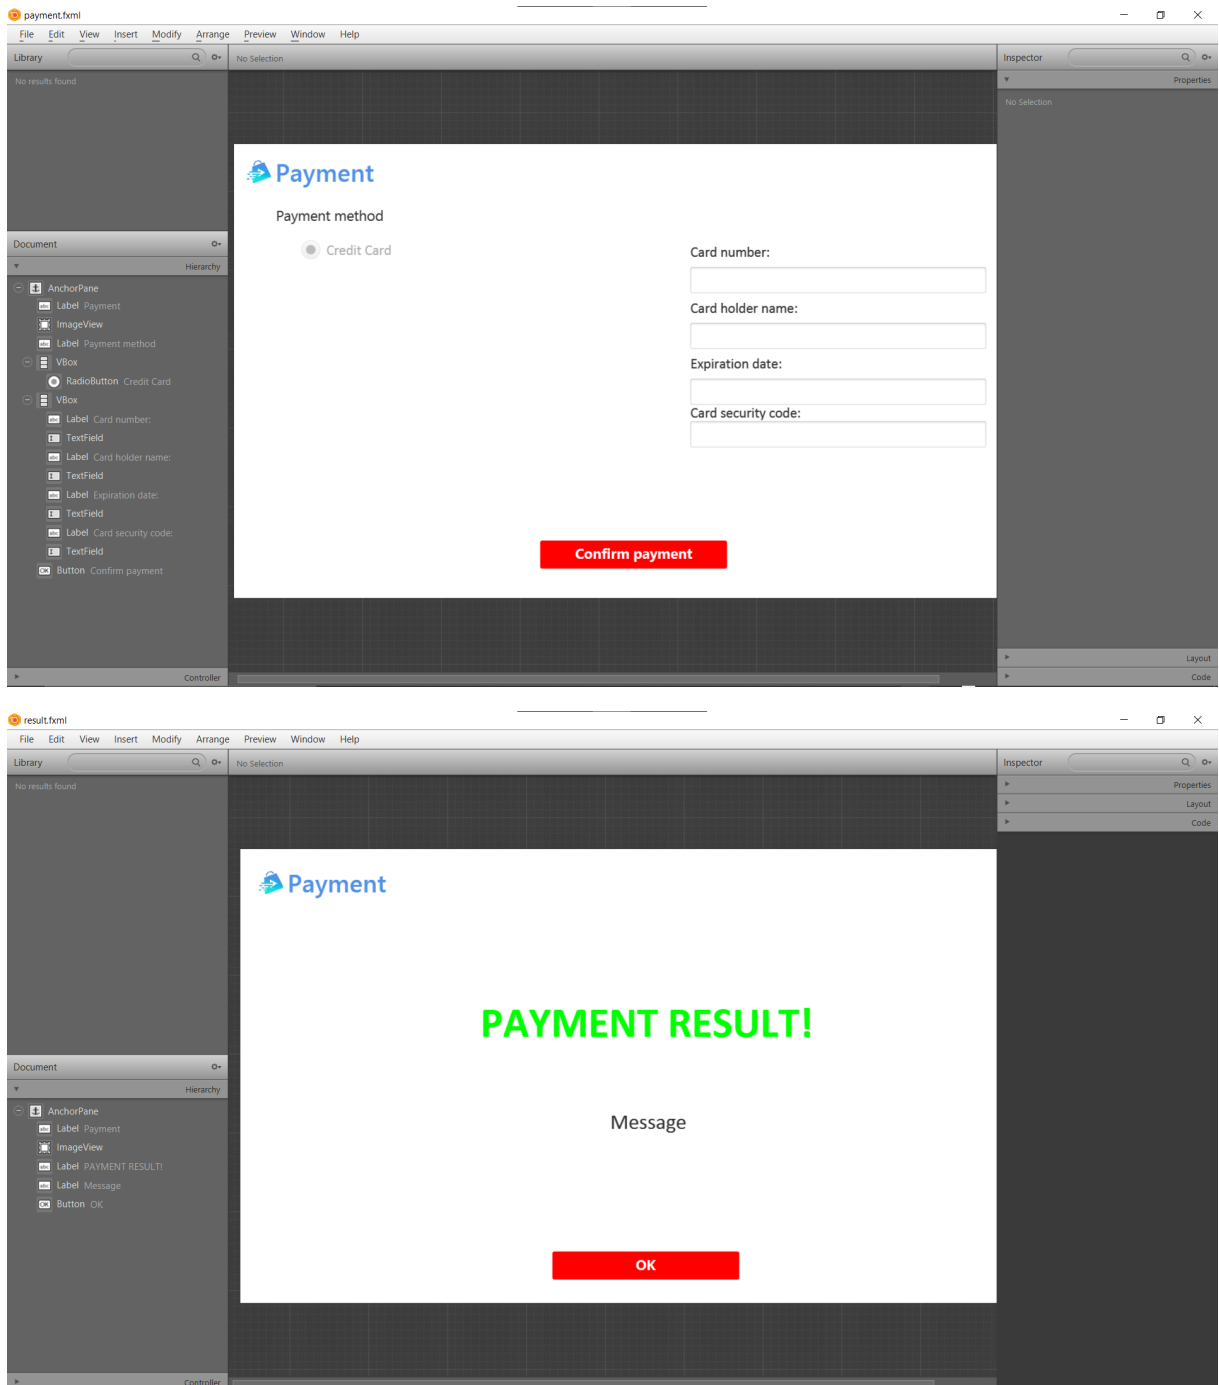 payment.fxml
File Edit View Insert Modify Arrange Preview Window Help
Library
No Selection
Inspector
No results found
Properties
No Selection
Payment
Payment method
Credit Card
Card number:
Card holder name:
Expiration date:
Card security code:
Confirm payment
Document
Hierarchy
AnchorPane
Label Payment
ImageView
Label Payment method
VBox
RadioButton Credit Card
VBox
Label Card number:
TextField
Label Card holder name:
TextField
Label Expiration date:
TextField
Label Card security code:
TextField
Button Confirm payment
Controller
Layout
Code
result.fxml
File Edit View Insert Modify Arrange Preview Window Help
Library
No Selection
Inspector
No results found
Properties
Layout
Code
Payment
PAYMENT RESULT!
Message
OK
Document
Hierarchy
AnchorPane
Label Payment
ImageView
Label PAYMENT RESULT!
Label Message
Button OK
Controller